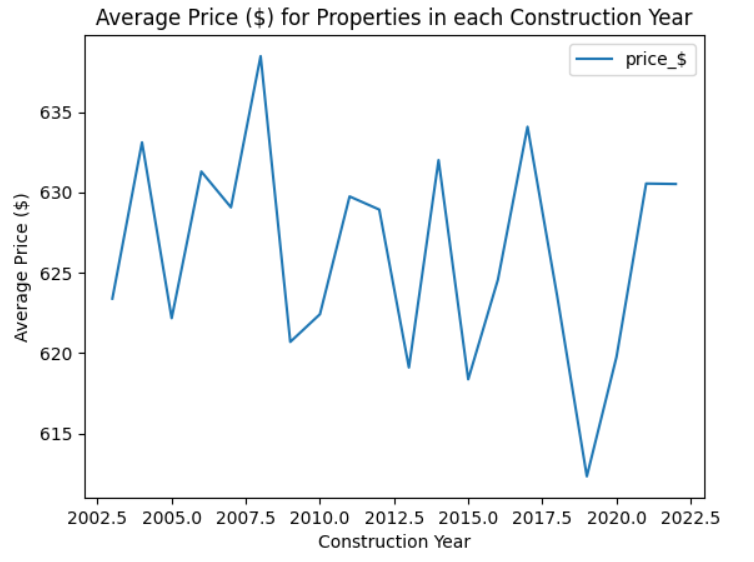 Average Price ($) for Properties in each Construction Year
price_$
635
630
625
620
615
Average Price ($)
2002.5 2005.0 2007.5 2010.0 2012.5 2015.0 2017.5 2020.0 2022.5
Construction Year